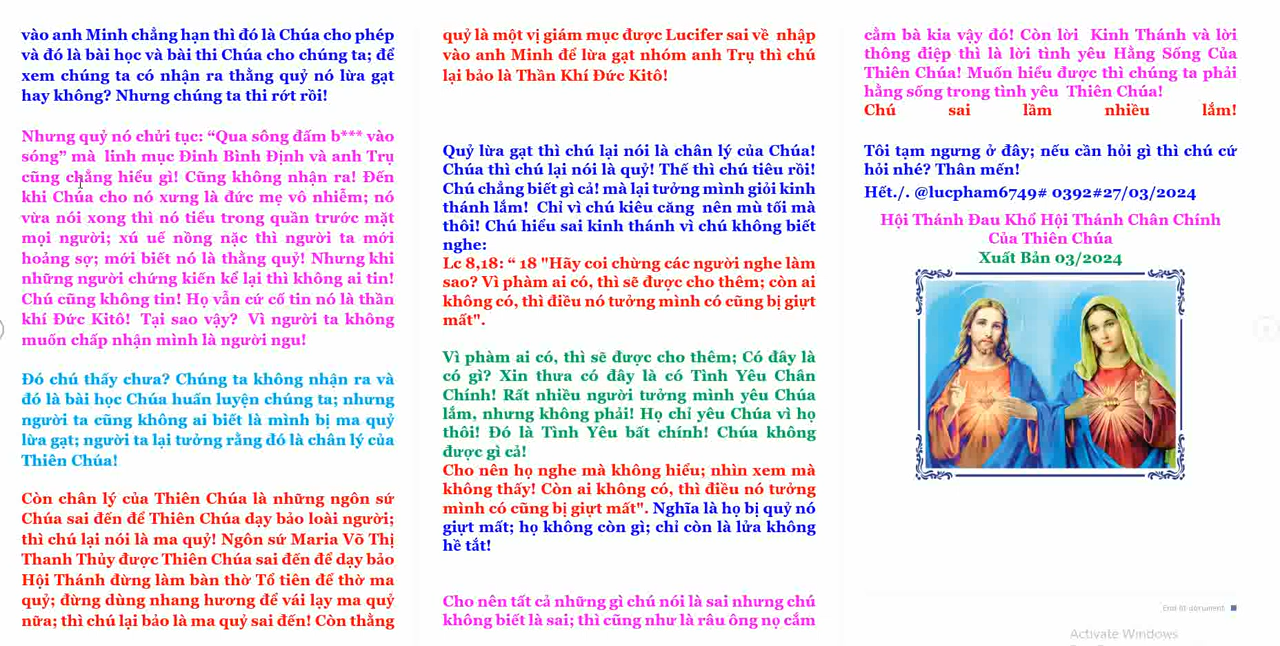 vào anh Minh chẳng hạn thì đó là Chúa cho phép
và đó là bài học và bài thi Chúa cho chúng ta; để
xem chúng ta có nhận ra thằng quỷ nó lừa gạt
hay không? Nhưng chúng ta thi rớt rồi!
Nhưng quỷ nó chửi tục: “Qua sông đấm b*** vào
sóng” mà linh mục Đinh Bình Định và anh Trụ
cũng chẳng hiểu gì! Cũng không nhận ra! Đến
khi Chúa cho nó xưng là đức mẹ vô nhiễm; nó
vừa nói xong thì nó tiểu trong quần trước mặt
mọi người; xú uế nồng nặc thì người ta mới
hoảng sợ; mới biết nó là thằng quỷ! Nhưng khi
những người chứng kiến kể lại thì không ai tin!
Chú cũng không tin! Họ vẫn cứ cố tin nó là thần
khí Đức Kitô! Tại sao vậy? Vì người ta không
muốn chấp nhận mình là người ngu!
Đó chú thấy chưa? Chúng ta không nhận ra và
đó là bài học Chúa huấn luyện chúng ta; nhưng
người ta cũng không ai biết là mình bị ma quỷ
lừa gạt; người ta lại tưởng rằng đó là chân lý của
Thiên Chúa!
Còn chân lý của Thiên Chúa là những ngôn sứ
Chúa sai đến để Thiên Chúa dạy bảo loài người;
thì chú lại nói là ma quỷ! Ngôn sứ Maria Võ Thị
Thanh Thủy được Thiên Chúa sai đến để dạy bảo
Hội Thánh đừng làm bàn thờ Tổ tiên để thờ ma
quỷ; đừng dùng nhang hương để vái lạy ma quỷ
nữa; thì chú lại bảo là ma quỷ sai đến! Còn thằng
quỷ là một vị giám mục được Lucifer sai về nhập
vào anh Minh để lừa gạt nhóm anh Trụ thì chú
lại bảo là Thần Khí Đức Kitô!
Quỷ lừa gạt thì chú lại nói là chân lý của Chúa!
Chúa thì chú lại nói là quỷ! Thế thì chú tiêu rồi!
Chú chẳng biết gì cả! mà lại tưởng mình giỏi kinh
thánh lắm! Chỉ vì chú kiêu căng nên mù tối mà
thôi! Chú hiểu sai kinh thánh vì chú không biết
nghe:
Lc 8,18: “ 18 "Hãy coi chừng các người nghe làm
sao? Vì phàm ai có, thì sẽ được cho thêm; còn ai
không có, thì điều nó tưởng mình có cũng bị giựt
mất".
Vì phàm ai có, thì sẽ được cho thêm; Có đây là
có gì? Xin thưa có đây là có Tình Yêu Chân
Chính! Rất nhiều người tưởng mình yêu Chúa
lắm, nhưng không phải! Họ chỉ yêu Chúa vì họ
thôi! Đó là Tình Yêu bất chính! Chúa không
được gì cả!
Cho nên họ nghe mà không hiểu; nhìn xem mà
không thấy! Còn ai không có, thì điều nó tưởng
mình có cũng bị giựt mất". Nghĩa là họ bị quỷ nó
giựt mất; họ không còn gì; chỉ còn là lửa không
hề tắt!
Cho nên tất cả những gì chú nói là sai nhưng chú
không biết là sai; thì cũng như là râu ông nọ cắm
cằm bà kia vậy đó! Còn lời Kinh Thánh và lời
thông điệp thì là lời tình yêu Hằng Sống Của
Thiên Chúa! Muốn hiểu được thì chúng ta phải
hằng sống trong tình yêu Thiên Chúa!
Chú sai lầm nhiều lắm!
Tôi tạm ngưng ở đây; nếu cần hỏi gì thì chú cứ
hỏi nhé? Thân mến!
Hết./. @lucpham6749# 0392#27/03/2024
Hội Thánh Đau Khổ Hội Thánh Chân Chính
Của Thiên Chúa
Xuất Bản 03/2024
End of document
Activate Windows